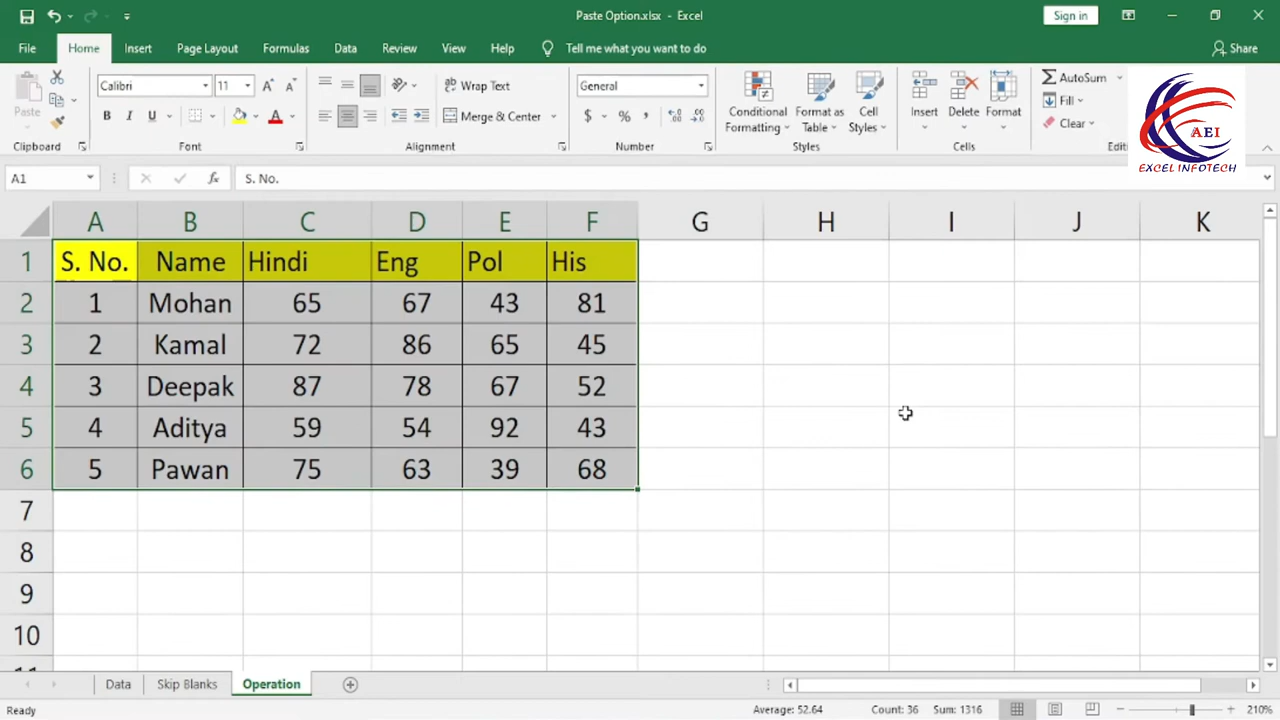 Paste Option.xlsx - Excel
Sign in
File Home Insert Page Layout Formulas Data Review View Help Tell me what you want to do Share
Paste
Clipboard
Calibri 11
B I U
Font
Wrap Text
Merge & Center
Alignment
General
$ % ,
Number
Conditional Formatting
Format as Table
Cell Styles
Styles
Insert
Delete
Format
Cells
AutoSum
Fill
Clear
AEI
EXCEL INFOTECH
A1 fx S. No.
A B C D E F G H I J K
1 S. No. Name Hindi Eng Pol His
2 1 Mohan 65 67 43 81
3 2 Kamal 72 86 65 45
4 3 Deepak 87 78 67 52
5 4 Aditya 59 54 92 43
6 5 Pawan 75 63 39 68
7
8
9
10
Data Skip Blanks Operation
Ready Average: 52.64 Count: 36 Sum: 1316 210%